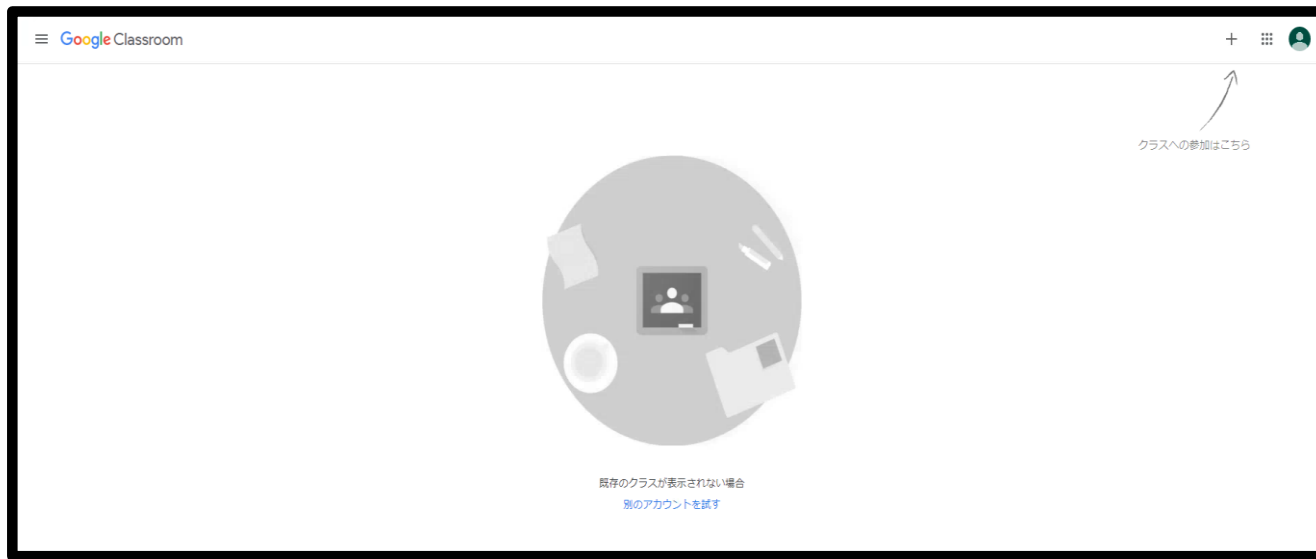 Google Classroom
クラスへの参加はこちら
既存のクラスが表示されない場合
別のアカウントを試す